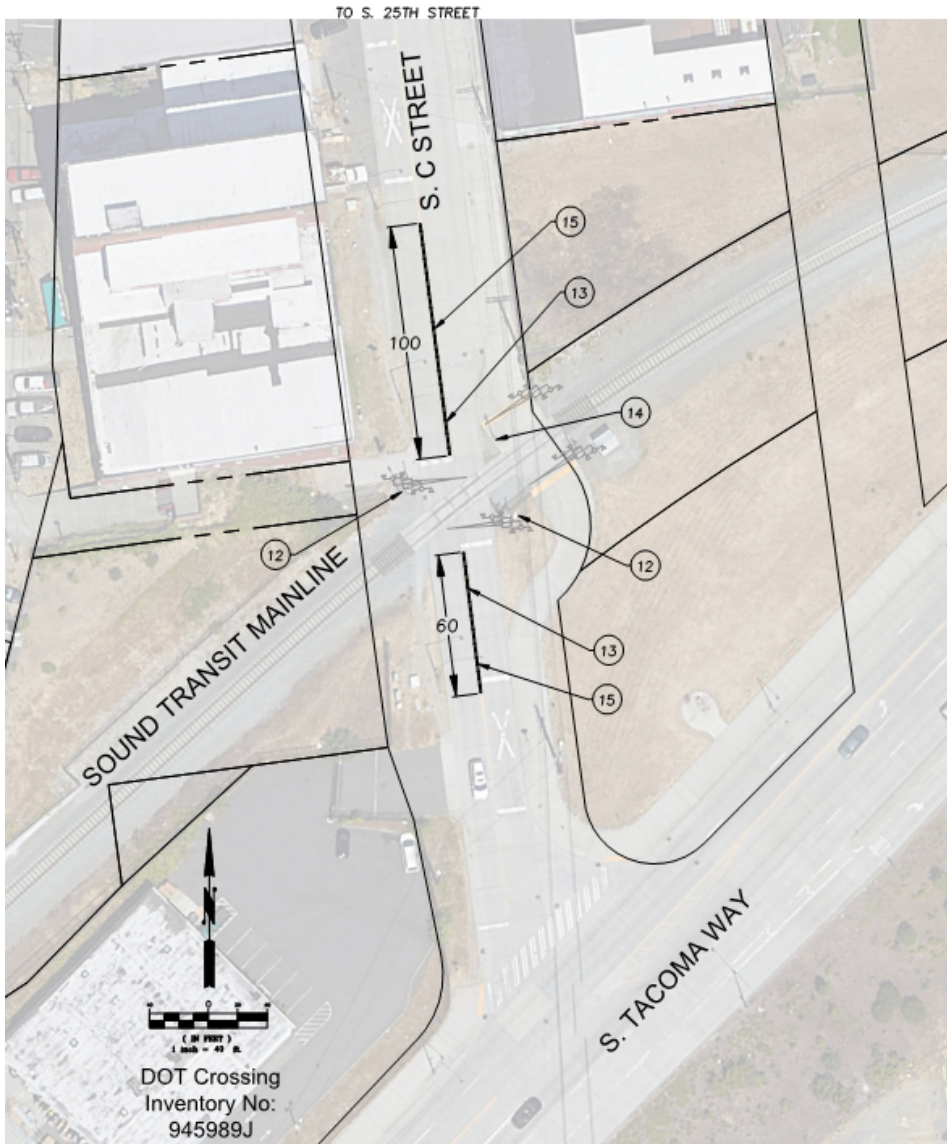 TO S. 25TH STREET
S. C STREET
15
13
100
14
12
12
SOUND TRANSIT MAINLINE
60
13
15
S. TACOMA WAY
0
( IN FEET )
1 inch = 40 ft.
DOT Crossing
Inventory No:
945989J